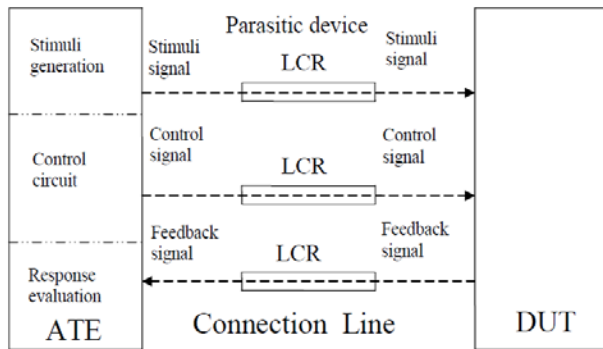 Parasitic device
Stimuli
generation
Stimuli
signal
LCR
Stimuli
signal
Control
circuit
Control
signal
LCR
Control
signal
Feedback
signal
LCR
Feedback
signal
Response
evaluation
ATE
Connection Line
DUT